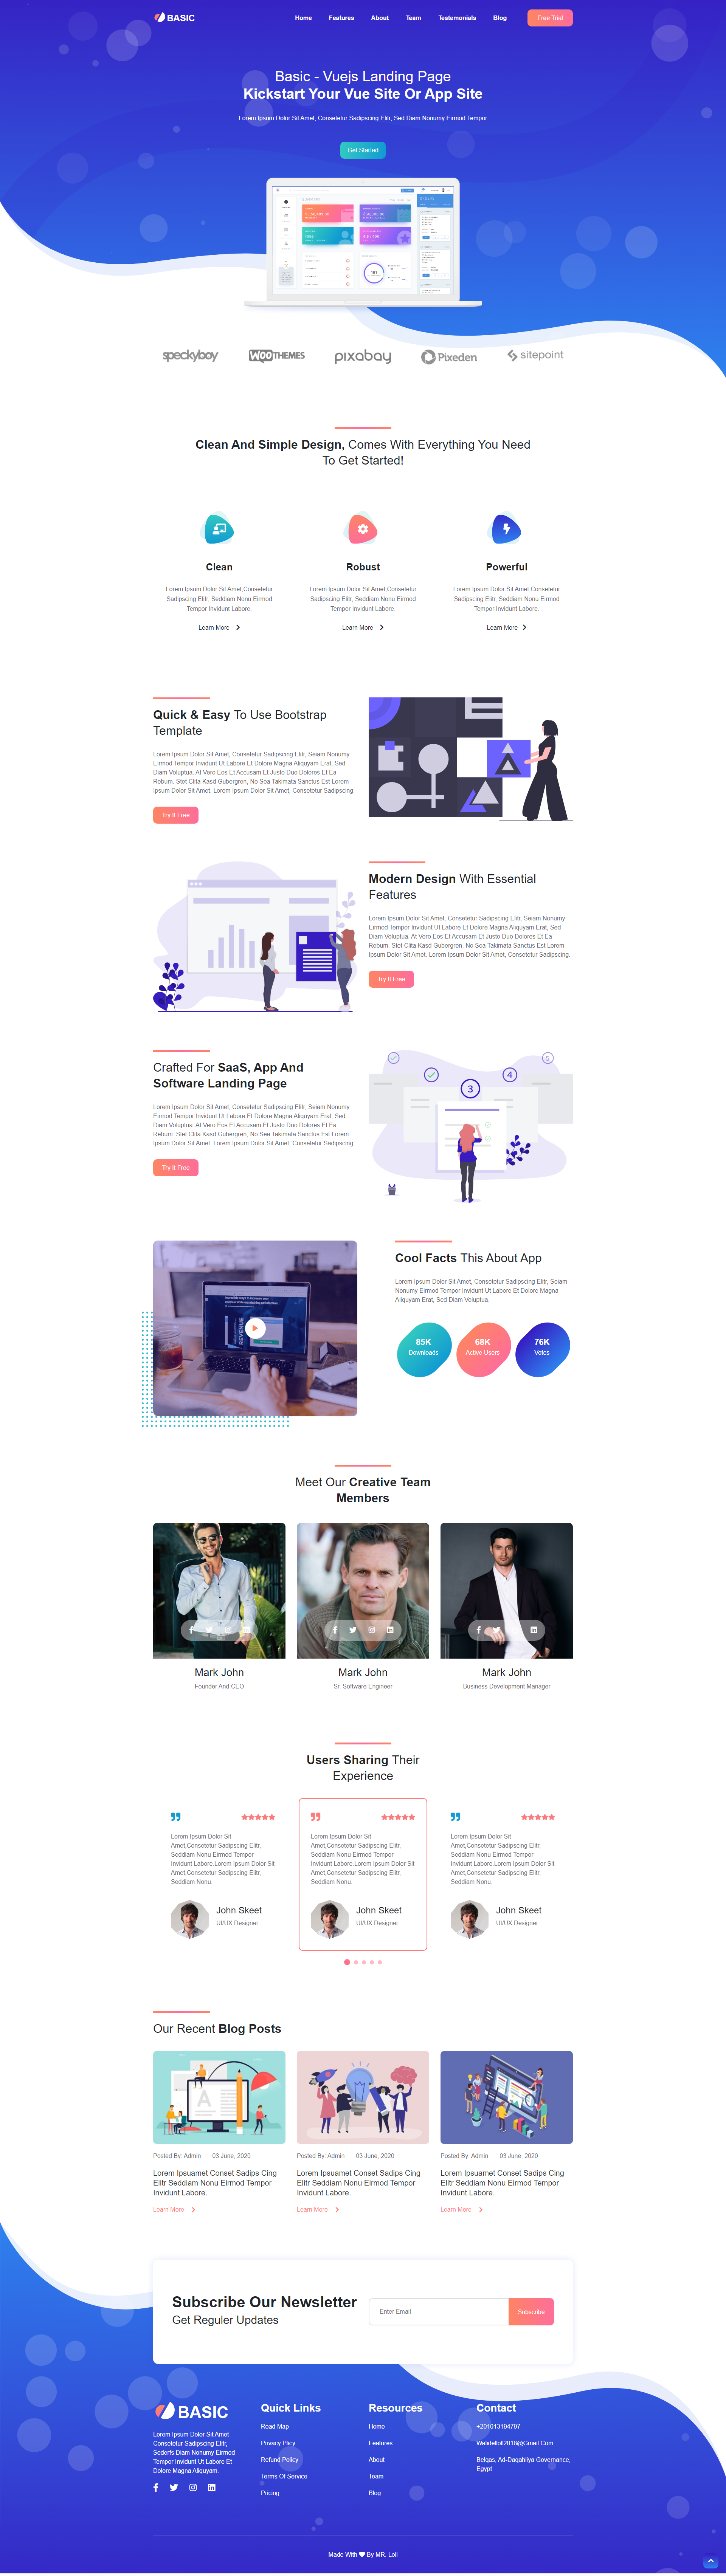 BASIC
Home Features About Team Testemonials Blog Free Trial
Basic - Vuejs Landing Page
Kickstart Your Vue Site Or App Site
Lorem Ipsum Dolor Sit Amet, Consetetur Sadipscing Elitr, Sed Diam Nonumy Eirmod Tempor
Get Started
speckyboy WOO THEMES pixabay Pixeden sitepoint
Clean And Simple Design, Comes With Everything You Need
To Get Started!
Clean
Lorem Ipsum Dolor Sit Amet,Consetetur
Sadipscing Elitr, Seddiam Nonu Eirmod
Tempor Invidunt Labore.
Learn More
Robust
Lorem Ipsum Dolor Sit Amet,Consetetur
Sadipscing Elitr, Seddiam Nonu Eirmod
Tempor Invidunt Labore.
Learn More
Powerful
Lorem Ipsum Dolor Sit Amet,Consetetur
Sadipscing Elitr, Seddiam Nonu Eirmod
Tempor Invidunt Labore.
Learn More
Quick & Easy To Use Bootstrap
Template
Lorem Ipsum Dolor Sit Amet, Consetetur Sadipscing Elitr, Seiam Nonumy
Eirmod Tempor Invidunt Ut Labore Et Dolore Magna Aliquyam Erat, Sed
Diam Voluptua. At Vero Eos Et Accusam Et Justo Duo Dolores Et Ea
Rebum. Stet Clita Kasd Gubergren, No Sea Takimata Sanctus Est Lorem
Ipsum Dolor Sit Amet. Lorem Ipsum Dolor Sit Amet, Consetetur Sadipscing.
Try It Free
Modern Design With Essential
Features
Lorem Ipsum Dolor Sit Amet, Consetetur Sadipscing Elitr, Seiam Nonumy
Eirmod Tempor Invidunt Ut Labore Et Dolore Magna Aliquyam Erat, Sed
Diam Voluptua. At Vero Eos Et Accusam Et Justo Duo Dolores Et Ea
Rebum. Stet Clita Kasd Gubergren, No Sea Takimata Sanctus Est Lorem
Ipsum Dolor Sit Amet. Lorem Ipsum Dolor Sit Amet, Consetetur Sadipscing.
Try It Free
Crafted For SaaS, App And
Software Landing Page
Lorem Ipsum Dolor Sit Amet, Consetetur Sadipscing Elitr, Seiam Nonumy
Eirmod Tempor Invidunt Ut Labore Et Dolore Magna Aliquyam Erat, Sed
Diam Voluptua. At Vero Eos Et Accusam Et Justo Duo Dolores Et Ea
Rebum. Stet Clita Kasd Gubergren, No Sea Takimata Sanctus Est Lorem
Ipsum Dolor Sit Amet. Lorem Ipsum Dolor Sit Amet, Consetetur Sadipscing.
Try It Free
3 4 5
REVENUE
Cool Facts This About App
Lorem Ipsum Dolor Sit Amet, Consetetur Sadipscing Elitr, Seiam
Nonumy Eirmod Tempor Invidunt Ut Labore Et Dolore Magna
Aliquyam Erat, Sed Diam Voluptua.
85K
Downloads
68K
Active Users
76K
Votes
Meet Our Creative Team
Members
Mark John
Founder And CEO
Mark John
Sr. Software Engineer
Mark John
Business Development Manager
Users Sharing Their
Experience
Lorem Ipsum Dolor Sit
Amet,Consetetur Sadipscing Elitr,
Seddiam Nonu Eirmod Tempor
Invidunt Labore.Lorem Ipsum Dolor Sit
Amet,Consetetur Sadipscing Elitr,
Seddiam Nonu.
John Skeet
UI/UX Designer
Lorem Ipsum Dolor Sit
Amet,Consetetur Sadipscing Elitr,
Seddiam Nonu Eirmod Tempor
Invidunt Labore.Lorem Ipsum Dolor Sit
Amet,Consetetur Sadipscing Elitr,
Seddiam Nonu.
John Skeet
UI/UX Designer
Lorem Ipsum Dolor Sit
Amet,Consetetur Sadipscing Elitr,
Seddiam Nonu Eirmod Tempor
Invidunt Labore.Lorem Ipsum Dolor Sit
Amet,Consetetur Sadipscing Elitr,
Seddiam Nonu.
John Skeet
UI/UX Designer
Our Recent Blog Posts
A
Posted By: Admin 03 June, 2020
Lorem Ipsuamet Conset Sadips Cing
Elitr Seddiam Nonu Eirmod Tempor
Invidunt Labore.
Learn More
Posted By: Admin 03 June, 2020
Lorem Ipsuamet Conset Sadips Cing
Elitr Seddiam Nonu Eirmod Tempor
Invidunt Labore.
Learn More
Posted By: Admin 03 June, 2020
Lorem Ipsuamet Conset Sadips Cing
Elitr Seddiam Nonu Eirmod Tempor
Invidunt Labore.
Learn More
Subscribe Our Newsletter
Get Reguler Updates
Enter Email
Subscribe
BASIC
Lorem Ipsum Dolor Sit Amet
Consetetur Sadipscing Elitr,
Sederfs Diam Nonumy Eirmod
Tempor Invidunt Ut Labore Et
Dolore Magna Aliquyam.
Quick Links
Road Map
Privacy Plicy
Refund Policy
Terms Of Service
Pricing
Resources
Home
Features
About
Team
Blog
Contact
+201013194797
Walidelloll2018@Gmail.Com
Belqas, Ad-Daqahliya Governance,
Egypt
Made With By MR. Loll